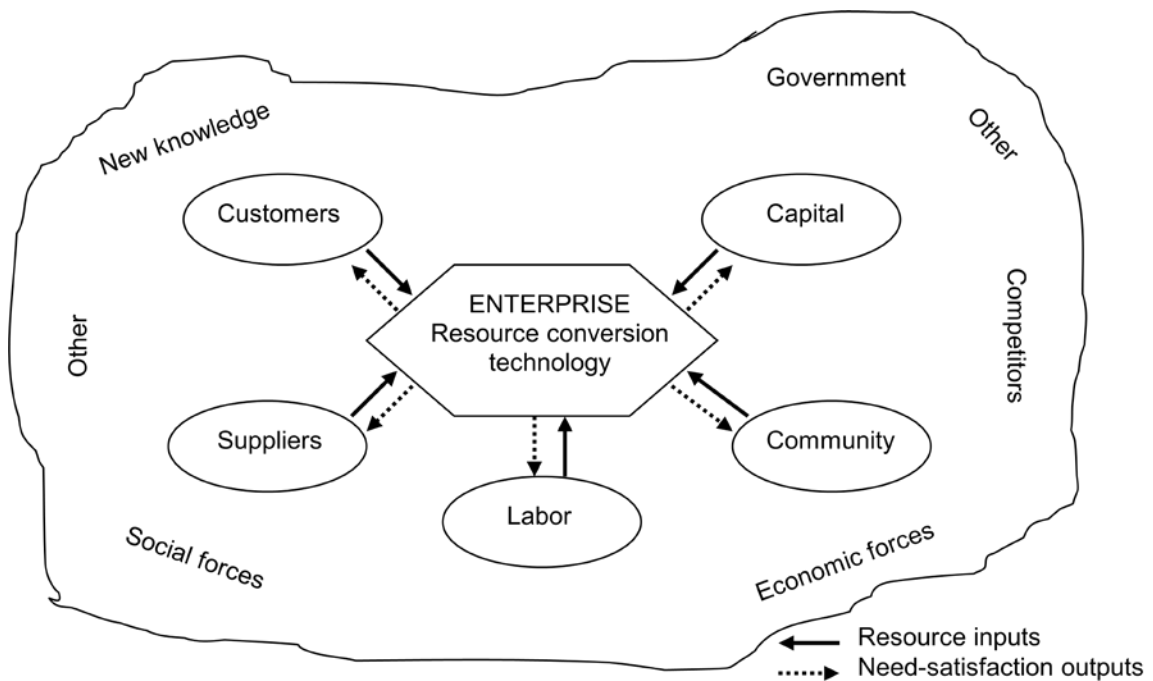 Government
Other
New knowledge
Customers
Capital
ENTERPRISE
Resource conversion
technology
Other
Competitors
Suppliers
Community
Labor
Social forces
Economic forces
Resource inputs
Need-satisfaction outputs